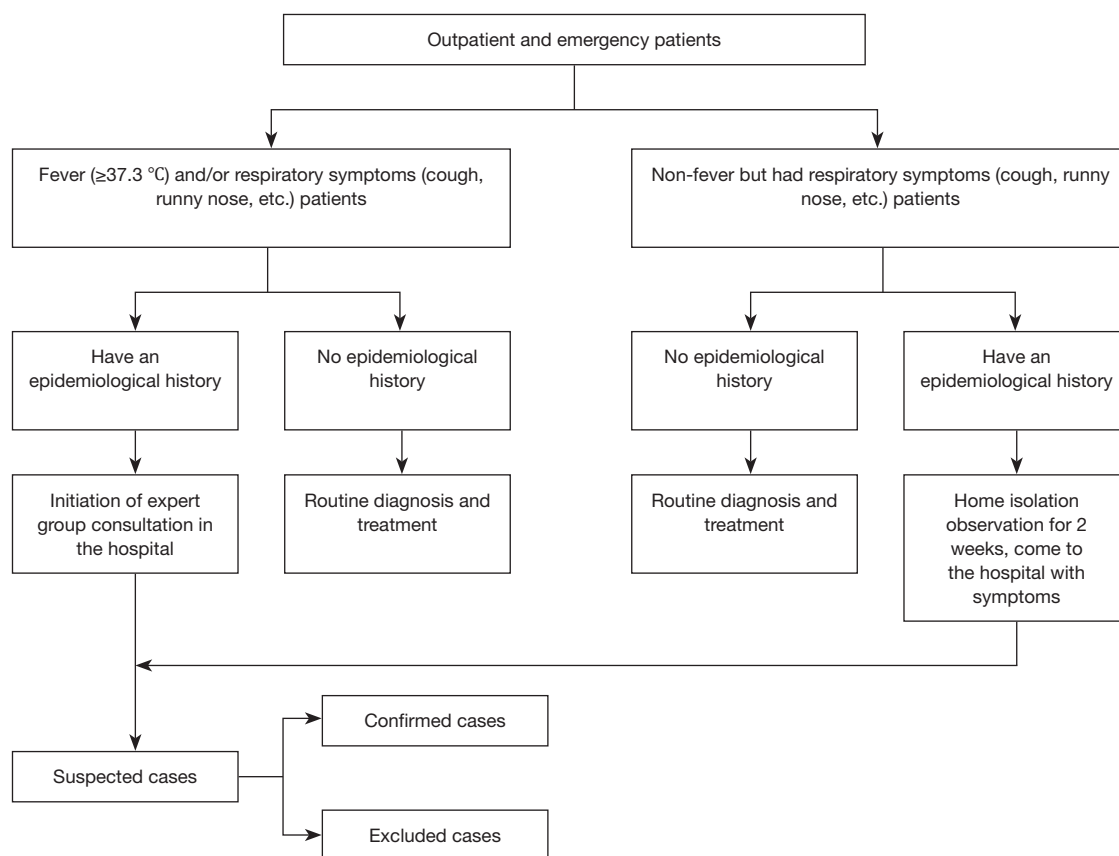 Outpatient and emergency patients
Fever (≥37.3 ℃) and/or respiratory symptoms (cough,
runny nose, etc.) patients
Non-fever but had respiratory symptoms (cough, runny
nose, etc.) patients
Have an
epidemiological history
No epidemiological
history
No epidemiological
history
Have an
epidemiological history
Initiation of expert
group consultation in
the hospital
Routine diagnosis and
treatment
Routine diagnosis and
treatment
Home isolation
observation for 2
weeks, come to
the hospital with
symptoms
Confirmed cases
Suspected cases
Excluded cases